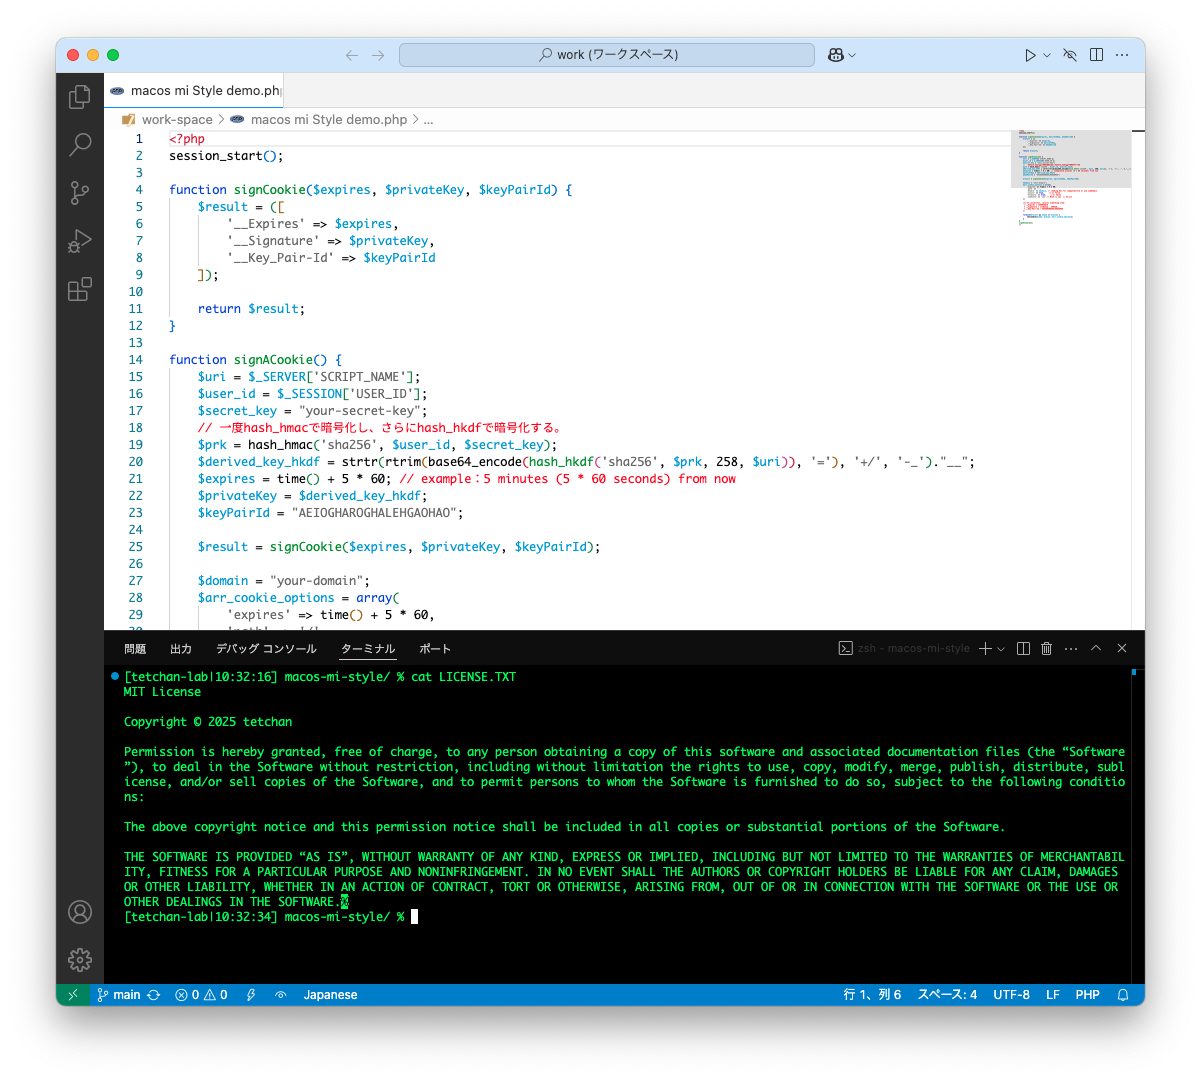 work (ワークスペース)
macos mi Style demo.ph
work-space > macos mi Style demo.php > ...
1 <?php
2 session_start();
3
4 function signCookie($expires, $privateKey, $keyPairId) {
5 $result = ([
6 '__Expires' => $expires,
7 '__Signature' => $privateKey,
8 '__Key_Pair-Id' => $keyPairId
9 ]);
10
11 return $result;
12 }
13
14 function signACookie() {
15 $uri = $_SERVER['SCRIPT_NAME'];
16 $user_id = $_SESSION['USER_ID'];
17 $secret_key = "your-secret-key";
18 // 一度hash_hmacで暗号化し、さらにhash_hkdfで暗号化する。
19 $prk = hash_hmac('sha256', $user_id, $secret_key);
20 $derived_key_hkdf = strtr(rtrim(base64_encode(hash_hkdf('sha256', $prk, 258, $uri)), '='), '+/', '-_')."__";
21 $expires = time() + 5 * 60; // example：5 minutes (5 * 60 seconds) from now
22 $privateKey = $derived_key_hkdf;
23 $keyPairId = "AEIOGHAROGHALEHGAOHAO";
24
25 $result = signCookie($expires, $privateKey, $keyPairId);
26
27 $domain = "your-domain";
28 $arr_cookie_options = array(
29 'expires' => time() + 5 * 60,
問題 出力 デバッグ コンソール ターミナル ポート zsh - macos-mi-style
[tetchan-lab|10:32:16] macos-mi-style/ % cat LICENSE.TXT
MIT License
Copyright © 2025 tetchan
Permission is hereby granted, free of charge, to any person obtaining a copy of this software and associated documentation files (the “Software
”), to deal in the Software without restriction, including without limitation the rights to use, copy, modify, merge, publish, distribute, subl
icense, and/or sell copies of the Software, and to permit persons to whom the Software is furnished to do so, subject to the following conditio
ns:
The above copyright notice and this permission notice shall be included in all copies or substantial portions of the Software.
THE SOFTWARE IS PROVIDED “AS IS”, WITHOUT WARRANTY OF ANY KIND, EXPRESS OR IMPLIED, INCLUDING BUT NOT LIMITED TO THE WARRANTIES OF MERCHANTABIL
ITY, FITNESS FOR A PARTICULAR PURPOSE AND NONINFRINGEMENT. IN NO EVENT SHALL THE AUTHORS OR COPYRIGHT HOLDERS BE LIABLE FOR ANY CLAIM, DAMAGES
OR OTHER LIABILITY, WHETHER IN AN ACTION OF CONTRACT, TORT OR OTHERWISE, ARISING FROM, OUT OF OR IN CONNECTION WITH THE SOFTWARE OR THE USE OR
OTHER DEALINGS IN THE SOFTWARE.%
[tetchan-lab|10:32:34] macos-mi-style/ %
main 0 0 Japanese 行 1、列 6 スペース: 4 UTF-8 LF PHP